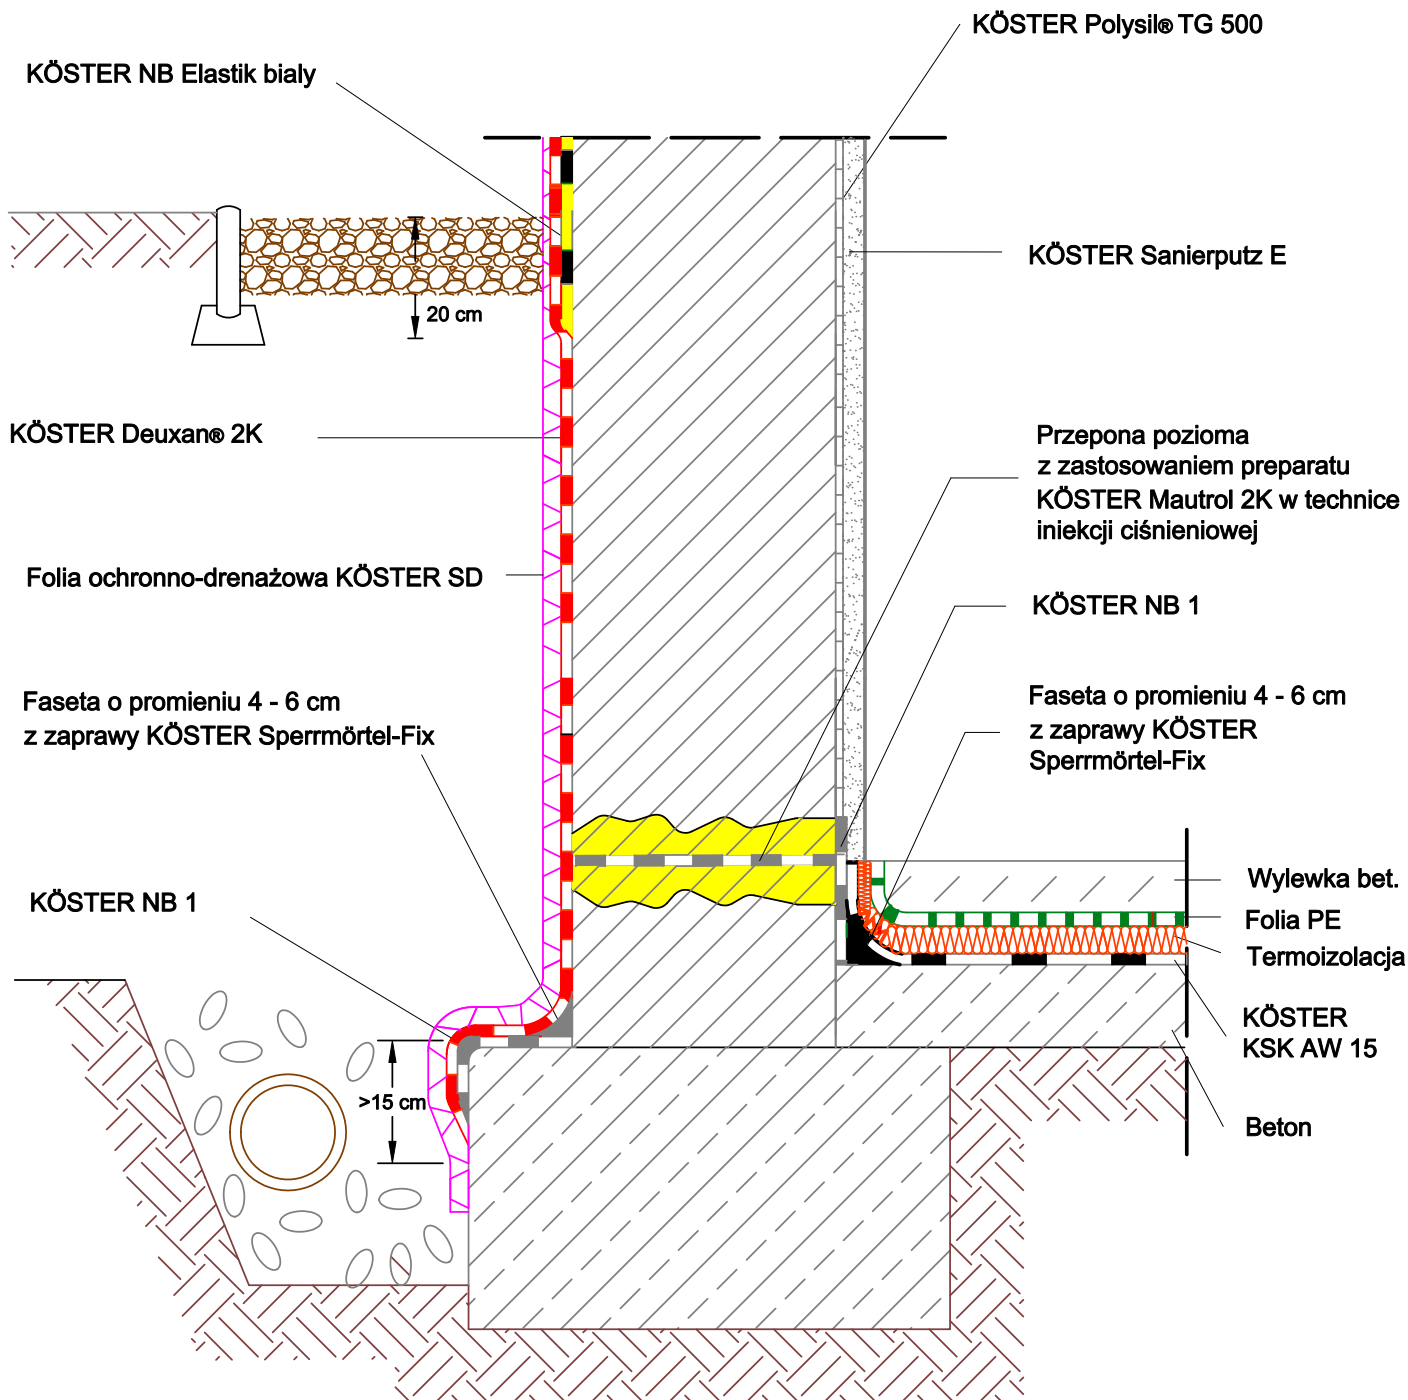 KÖSTER Polysil® TG 500
KÖSTER NB Elastik bialy
KÖSTER Sanierputz E
20 cm
KÖSTER Deuxan® 2K
Przepona pozioma
z zastosowaniem preparatu
KÖSTER Mautrol 2K w technice
iniekcji ciśnieniowej
Folia ochronno-drenażowa KÖSTER SD
KÖSTER NB 1
Faseta o promieniu 4 - 6 cm
z zaprawy KÖSTER Sperrmörtel-Fix
Faseta o promieniu 4 - 6 cm
z zaprawy KÖSTER
Sperrmörtel-Fix
KÖSTER NB 1
Wylewka bet.
Folia PE
Termoizolacja
KÖSTER
KSK AW 15
>15 cm
Beton